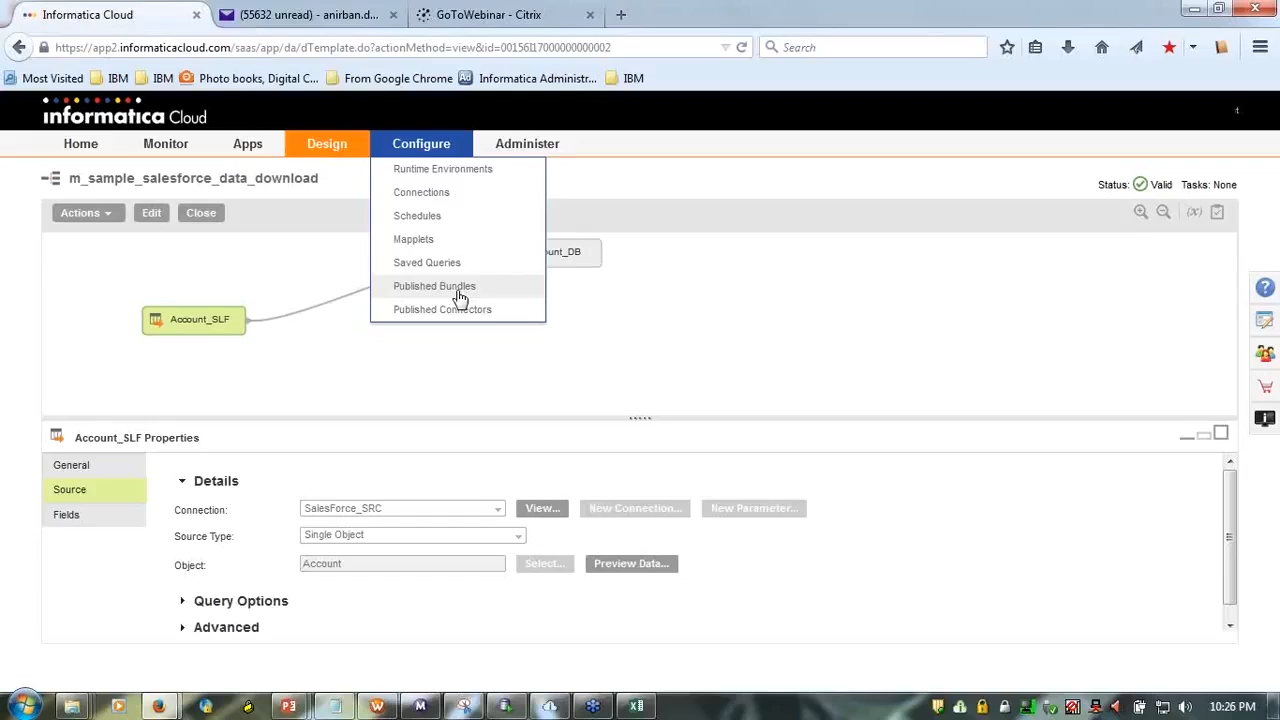 Informatica Cloud
(55632 unread) - anirban.d...
GoToWebinar - Citrix
https://app2.informaticacloud.com/saas/app/da/dTemplate.do?actionMethod=view&id=00156I17000000000002
Search
Most Visited
IBM
IBM
Photo books, Digital C...
From Google Chrome
Ad
Informatica Administr...
IBM
informatica Cloud
Home
Monitor
Apps
Design
Configure
Administer
Runtime Environments
Connections
Schedules
Mapplets
Saved Queries
Published Bundles
Published Connectors
m_sample_salesforce_data_download
Status: Valid Tasks: None
Actions
Edit
Close
(x)
ount_DB
Account_SLF
Account_SLF Properties
General
Source
Fields
Details
Connection: SalesForce_SRC View... New Connection... New Parameter...
Source Type: Single Object
Object: Account Select... Preview Data...
Query Options
Advanced
10:26 PM